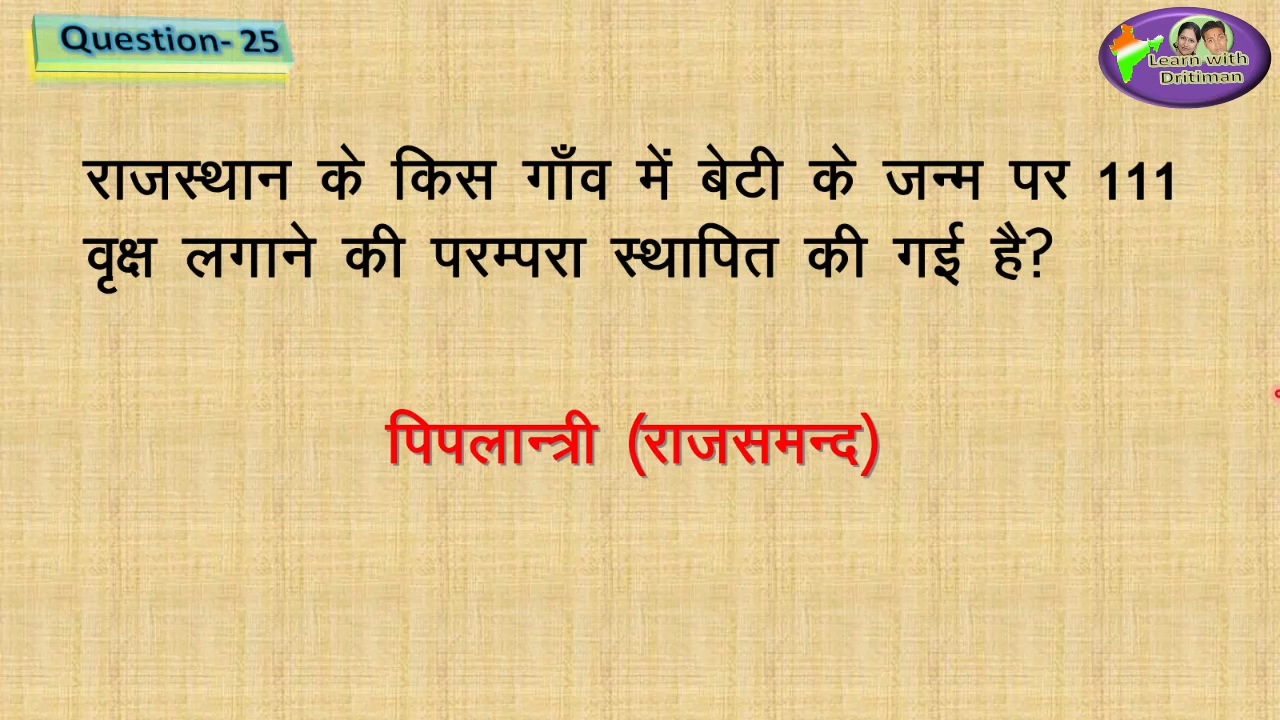 Question- 25
Learn with
Dritiman
राजस्थान के किस गाँव में बेटी के जन्म पर 111
वृक्ष लगाने की परम्परा स्थापित की गई है?
पिपलान्त्री (राजसमन्द)